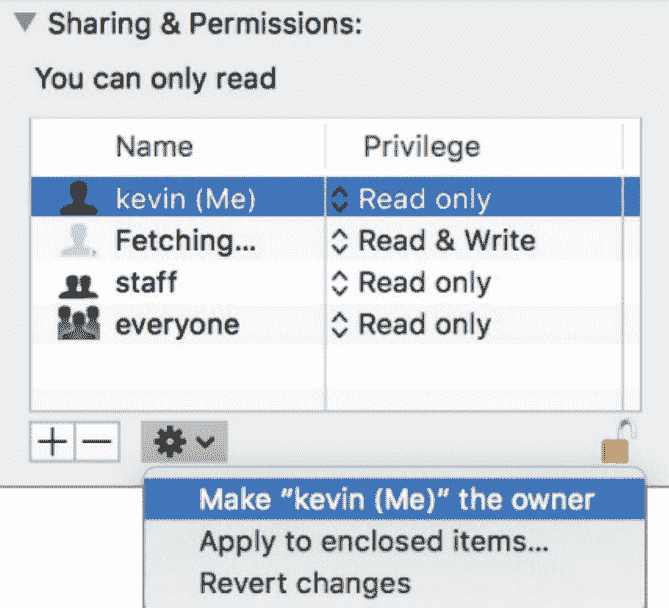 Sharing & Permissions:
You can only read
Name Privilege
kevin (Me) Read only
Fetching... Read & Write
staff Read only
everyone Read only
Make "kevin (Me)" the owner
Apply to enclosed items...
Revert changes